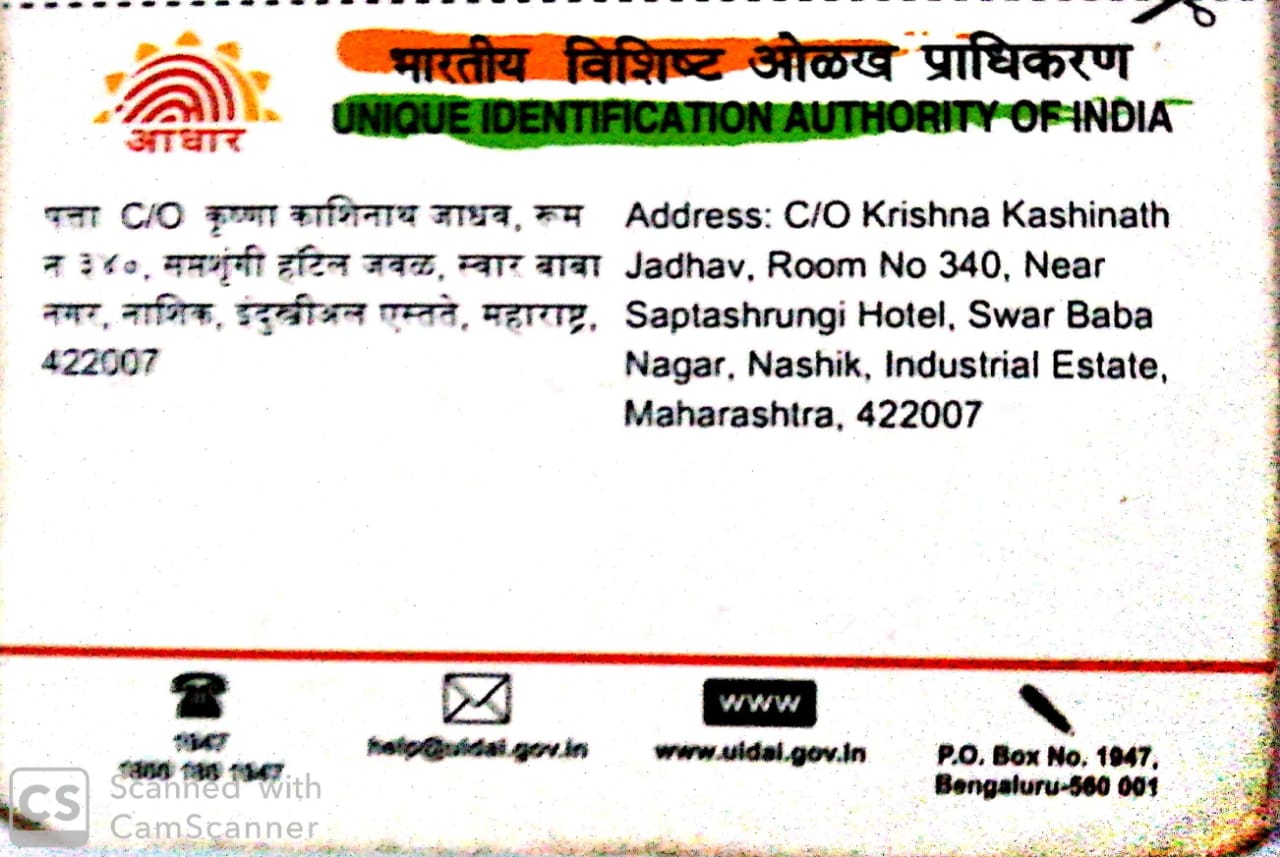 भारतीय विशिष्ट ओळख प्राधिकरण
UNIQUE IDENTIFICATION AUTHORITY OF INDIA
आधार
पत्ता C/O कृष्णा काशिनाथ जाधव, रूम
न ३४०, सप्तशृंगी हटिल जवळ, स्वार बाबा
नगर, नाशिक, इंदुस्त्रीअल एस्तते, महाराष्ट्र,
422007
Address: C/O Krishna Kashinath
Jadhav, Room No 340, Near
Saptashrungi Hotel, Swar Baba
Nagar, Nashik, Industrial Estate,
Maharashtra, 422007
1947
1947
help@uidai.gov.in
www
www.uidai.gov.in
P.O. Box No. 1947,
Bengaluru-560 001
CS
Scanned with
CamScanner